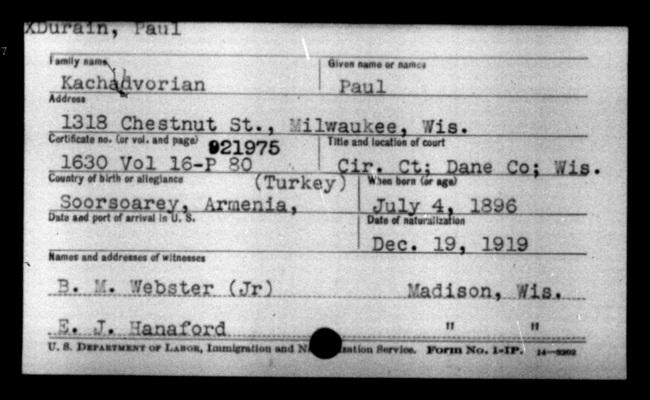 XDurain, Paul
7
Family name
Given name or names
Kachadvorian
Paul
Address
1318 Chestnut St., Milwaukee, Wis.
Certificate no. (or vol. and page)
921975
Title and location of court
1630 Vol 16-P 80
Cir. Ct; Dane Co; Wis.
Country of birth or allegiance
(Turkey)
When born (or age)
Soorsoarey, Armenia,
July 4, 1896
Date and port of arrival in U. S.
Date of naturalization
Dec. 19, 1919
Names and addresses of witnesses
B. M. Webster (Jr)
Madison, Wis.
E. J. Hanaford
" "
U. S. DEPARTMENT OF LABOR, Immigration and Service. Form No. 1-IP. 14-3202